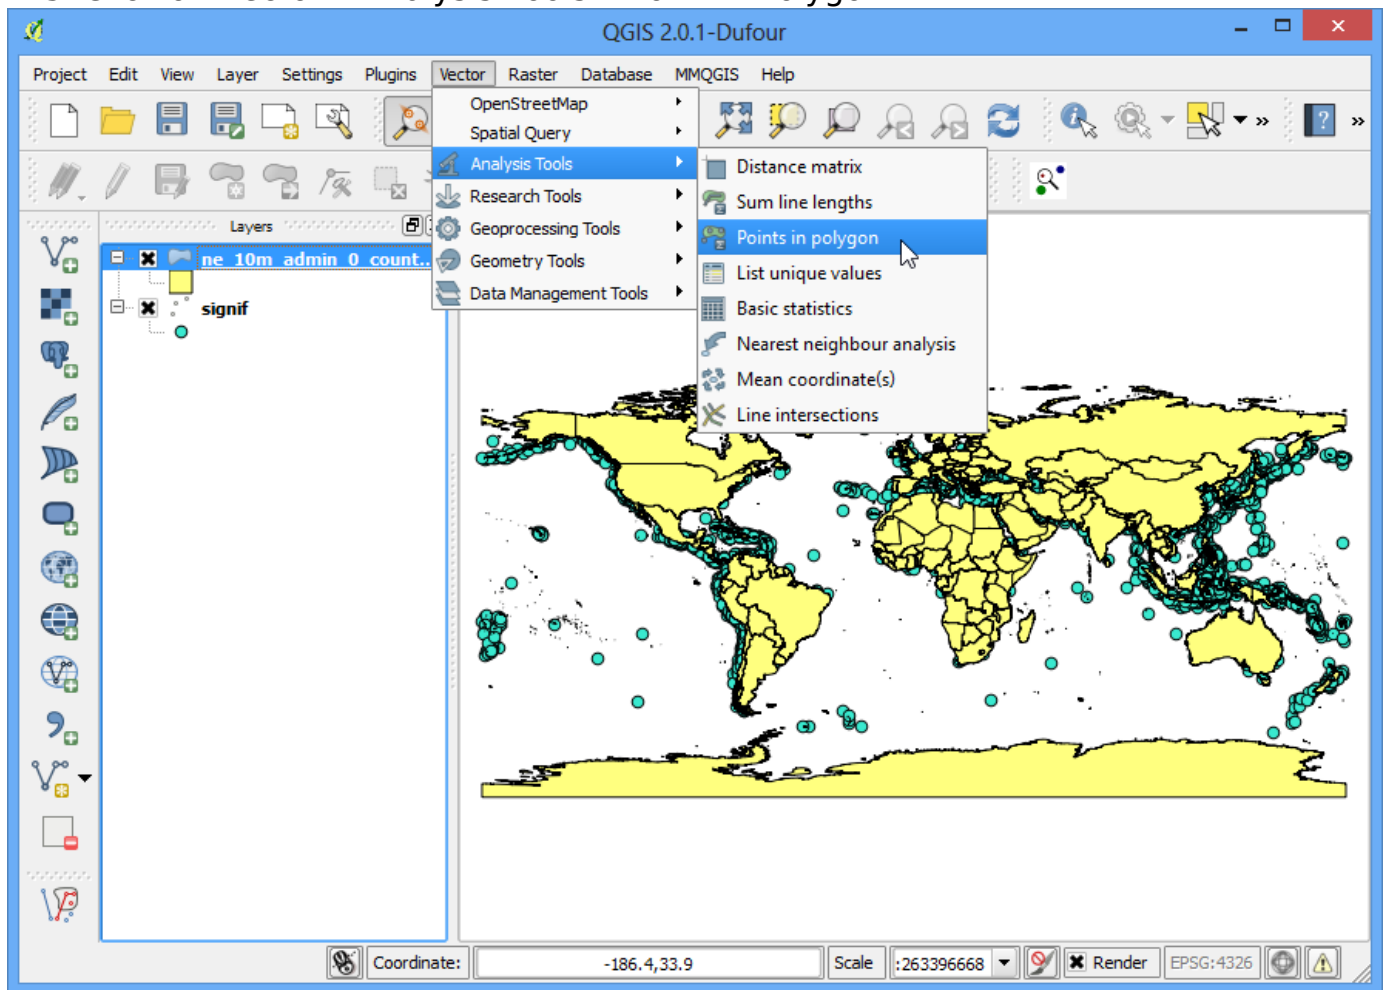 QGIS 2.0.1-Dufour
Project Edit View Layer Settings Plugins Vector Raster Database MMQGIS Help
OpenStreetMap
Spatial Query
Analysis Tools
Research Tools
Geoprocessing Tools
Geometry Tools
Data Management Tools
Distance matrix
Sum line lengths
Points in polygon
List unique values
Basic statistics
Nearest neighbour analysis
Mean coordinate(s)
Line intersections
Layers
ne_10m_admin_0_count...
signif
Coordinate: -186.4,33.9 Scale :263396668 Render EPSG:4326